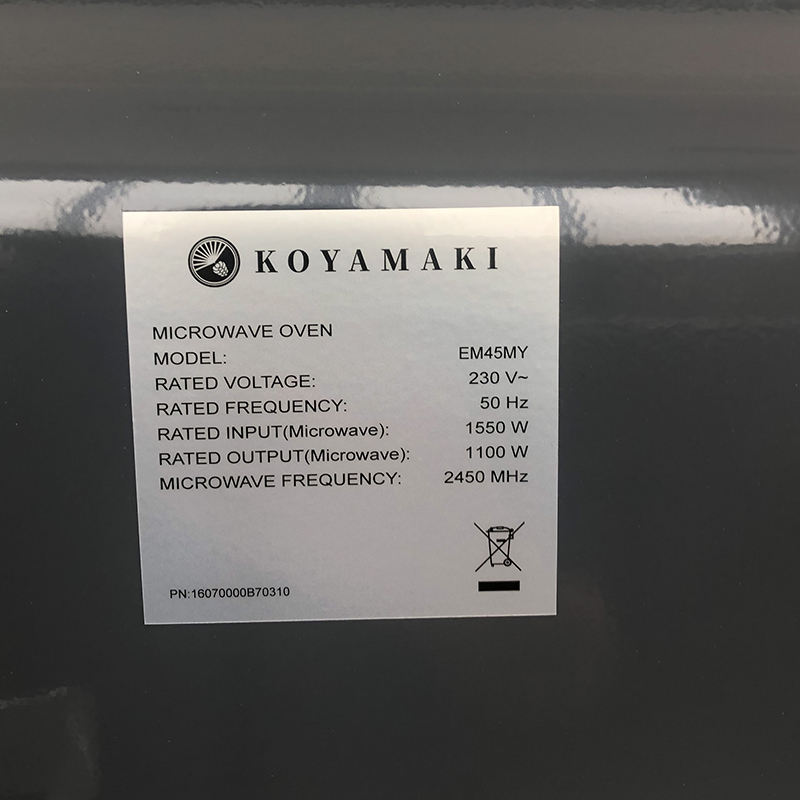 KOYAMAKI
MICROWAVE OVEN
MODEL: EM45MY
RATED VOLTAGE: 230 V~
RATED FREQUENCY: 50 Hz
RATED INPUT(Microwave): 1550 W
RATED OUTPUT(Microwave): 1100 W
MICROWAVE FREQUENCY: 2450 MHz
PN:16070000B70310